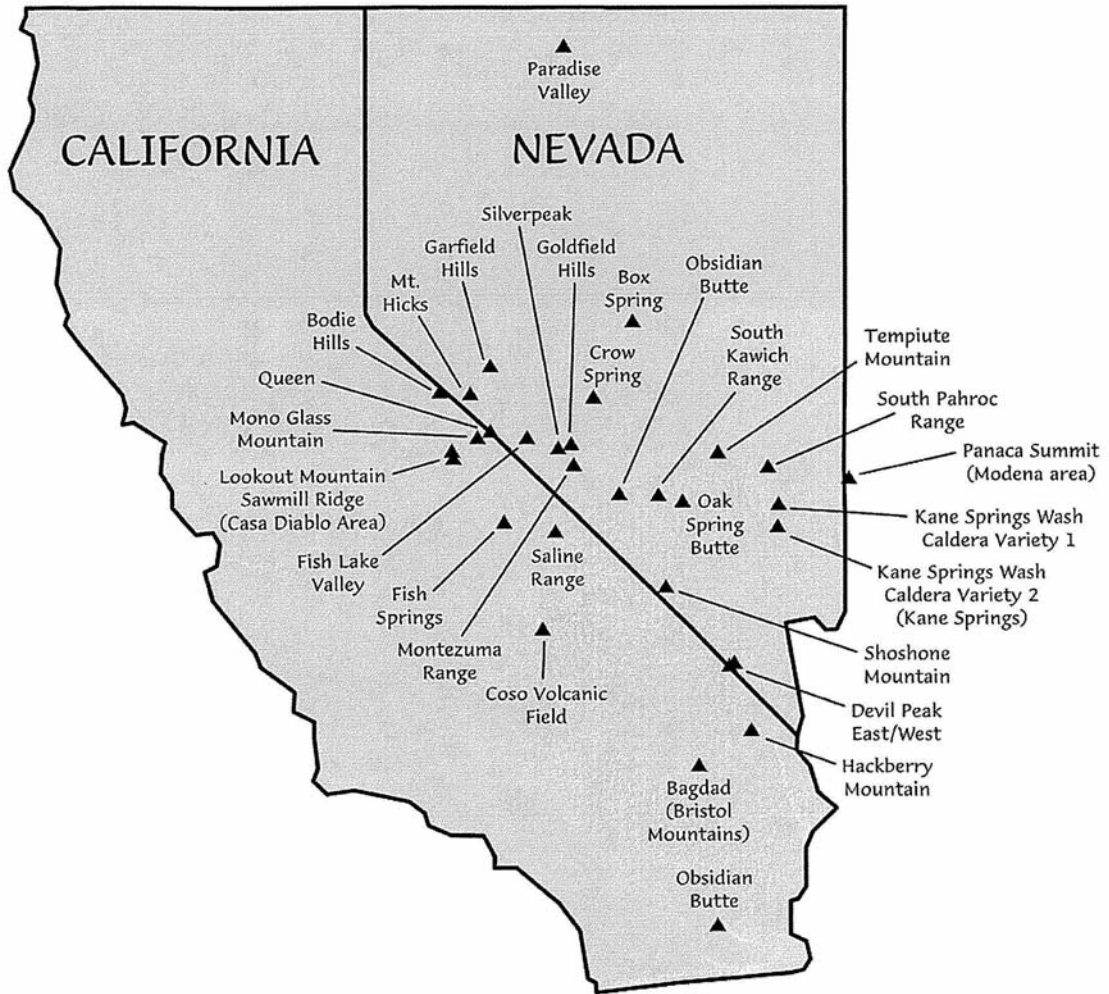 Paradise
Valley
CALIFORNIA
NEVADA
Silverpeak
Garfield
Hills
Goldfield
Hills
Mt.
Hicks
Box
Spring
Obsidian
Butte
Bodie
Hills
South
Kawich
Range
Tempiute
Mountain
Crow
Spring
Queen
Mono Glass
Mountain
South Pahroc
Range
Panaca Summit
(Modena area)
Lookout Mountain
Sawmill Ridge
(Casa Diablo Area)
Oak
Spring
Butte
Kane Springs Wash
Caldera Variety 1
Fish Lake
Valley
Saline
Range
Fish
Springs
Kane Springs Wash
Caldera Variety 2
(Kane Springs)
Montezuma
Range
Shoshone
Mountain
Coso Volcanic
Field
Devil Peak
East/West
Hackberry
Mountain
Bagdad
(Bristol
Mountains)
Obsidian
Butte